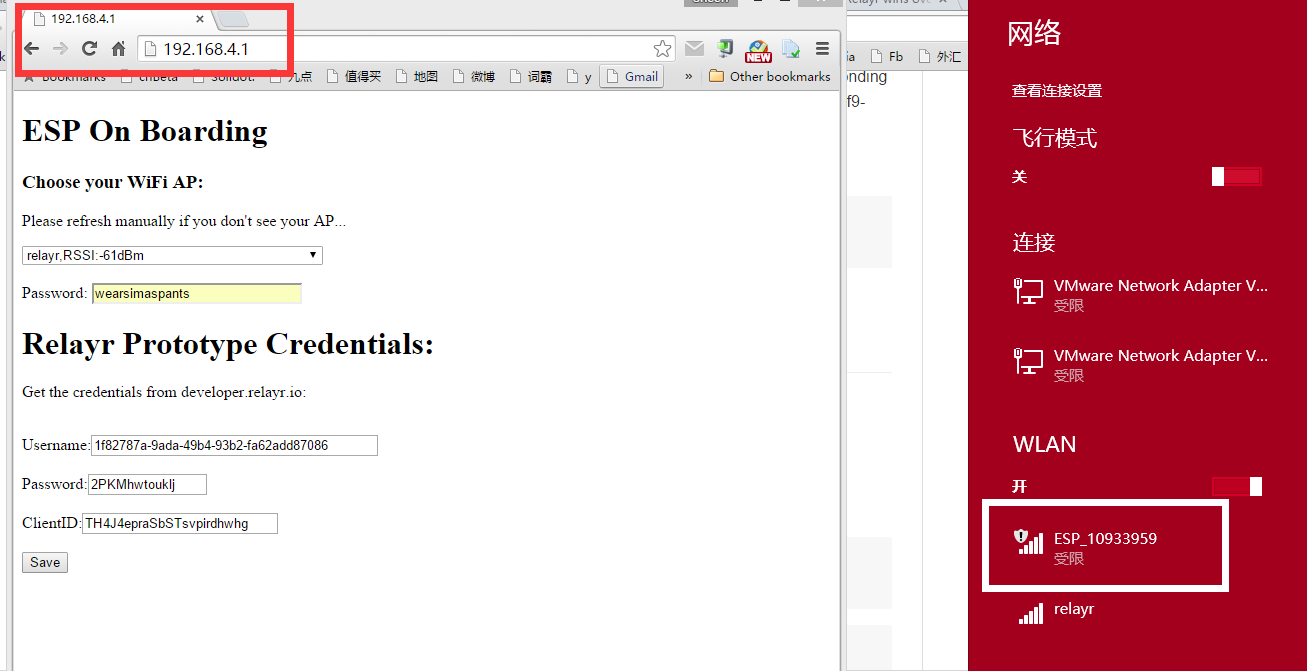 192.168.4.1
192.168.4.1
NEW
Bookmarks cnBeta Solidot: 九点 值得买 地图 微博 词霸 y Gmail » Other bookmarks
ESP On Boarding
Choose your WiFi AP:
Please refresh manually if you don't see your AP...
relayr,RSSI:-61dBm
Password: wearsimaspants
Relayr Prototype Credentials:
Get the credentials from developer.relayr.io:
Username: 1f82787a-9ada-49b4-93b2-fa62add87086
Password: 2PKMhwtouklj
ClientID: TH4J4epraSbSTsvpirdhwhg
Save
Fb 外汇
onding
f9-
网络
查看连接设置
飞行模式
关
连接
VMware Network Adapter V...
受限
VMware Network Adapter V...
受限
WLAN
开
ESP_10933959
受限
relayr